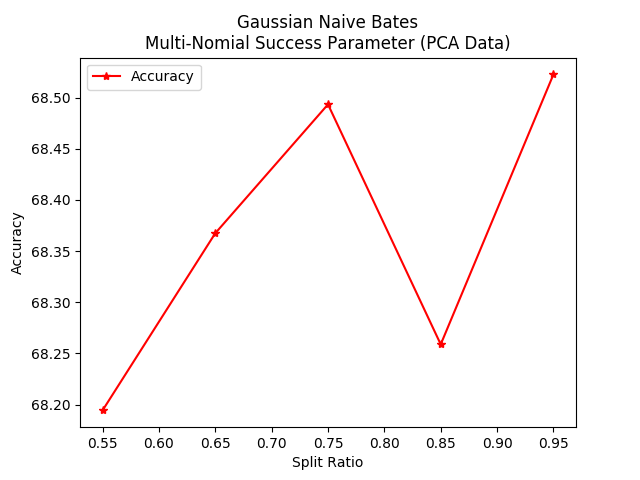 Gaussian Naive Bates
Multi-Nomial Success Parameter (PCA Data)
Accuracy
68.50
68.45
68.40
68.35
68.30
68.25
68.20
Accuracy
0.55 0.60 0.65 0.70 0.75 0.80 0.85 0.90 0.95
Split Ratio